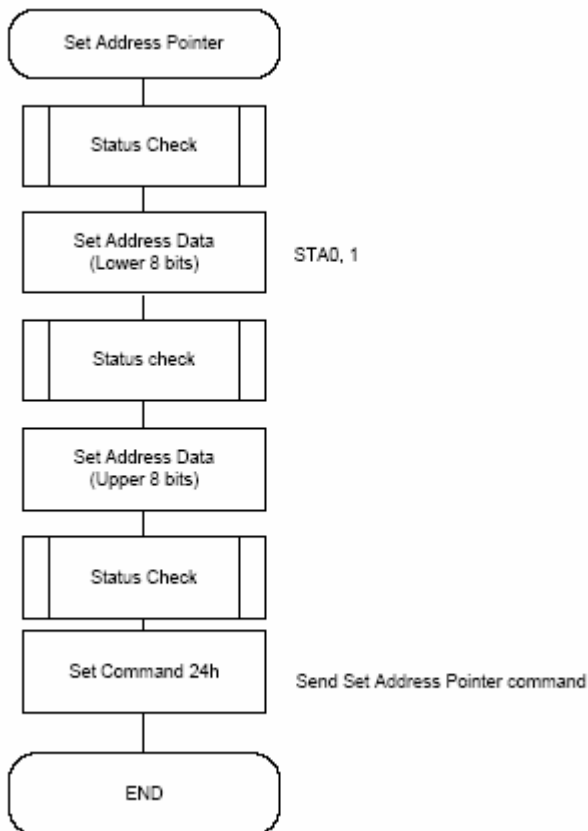 Set Address Pointer
Status Check
Set Address Data
(Lower 8 bits)
STA0, 1
Status check
Set Address Data
(Upper 8 bits)
Status Check
Set Command 24h
Send Set Address Pointer command
END